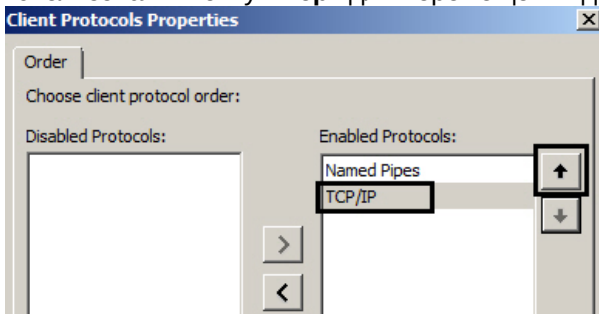 Client Protocols Properties
Order
Choose client protocol order:
Disabled Protocols:
Enabled Protocols:
Named Pipes
TCP/IP
>
<